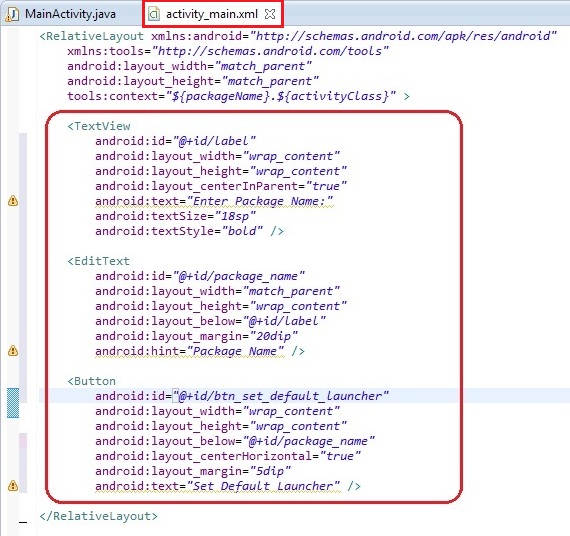 MainActivity.java activity_main.xml
<RelativeLayout xmlns:android="http://schemas.android.com/apk/res/android"
xmlns:tools="http://schemas.android.com/tools"
android:layout_width="match_parent"
android:layout_height="match_parent"
tools:context="${packageName}.${activityClass}" >
<TextView
android:id="@+id/label"
android:layout_width="wrap_content"
android:layout_height="wrap_content"
android:layout_centerInParent="true"
android:text="Enter Package Name:"
android:textSize="18sp"
android:textStyle="bold" />
<EditText
android:id="@+id/package_name"
android:layout_width="match_parent"
android:layout_height="wrap_content"
android:layout_below="@+id/label"
android:layout_margin="20dip"
android:hint="Package Name" />
<Button
android:id="@+id/btn_set_default_launcher"
android:layout_width="wrap_content"
android:layout_height="wrap_content"
android:layout_below="@+id/package_name"
android:layout_centerHorizontal="true"
android:layout_margin="5dip"
android:text="Set Default Launcher" />
</RelativeLayout>